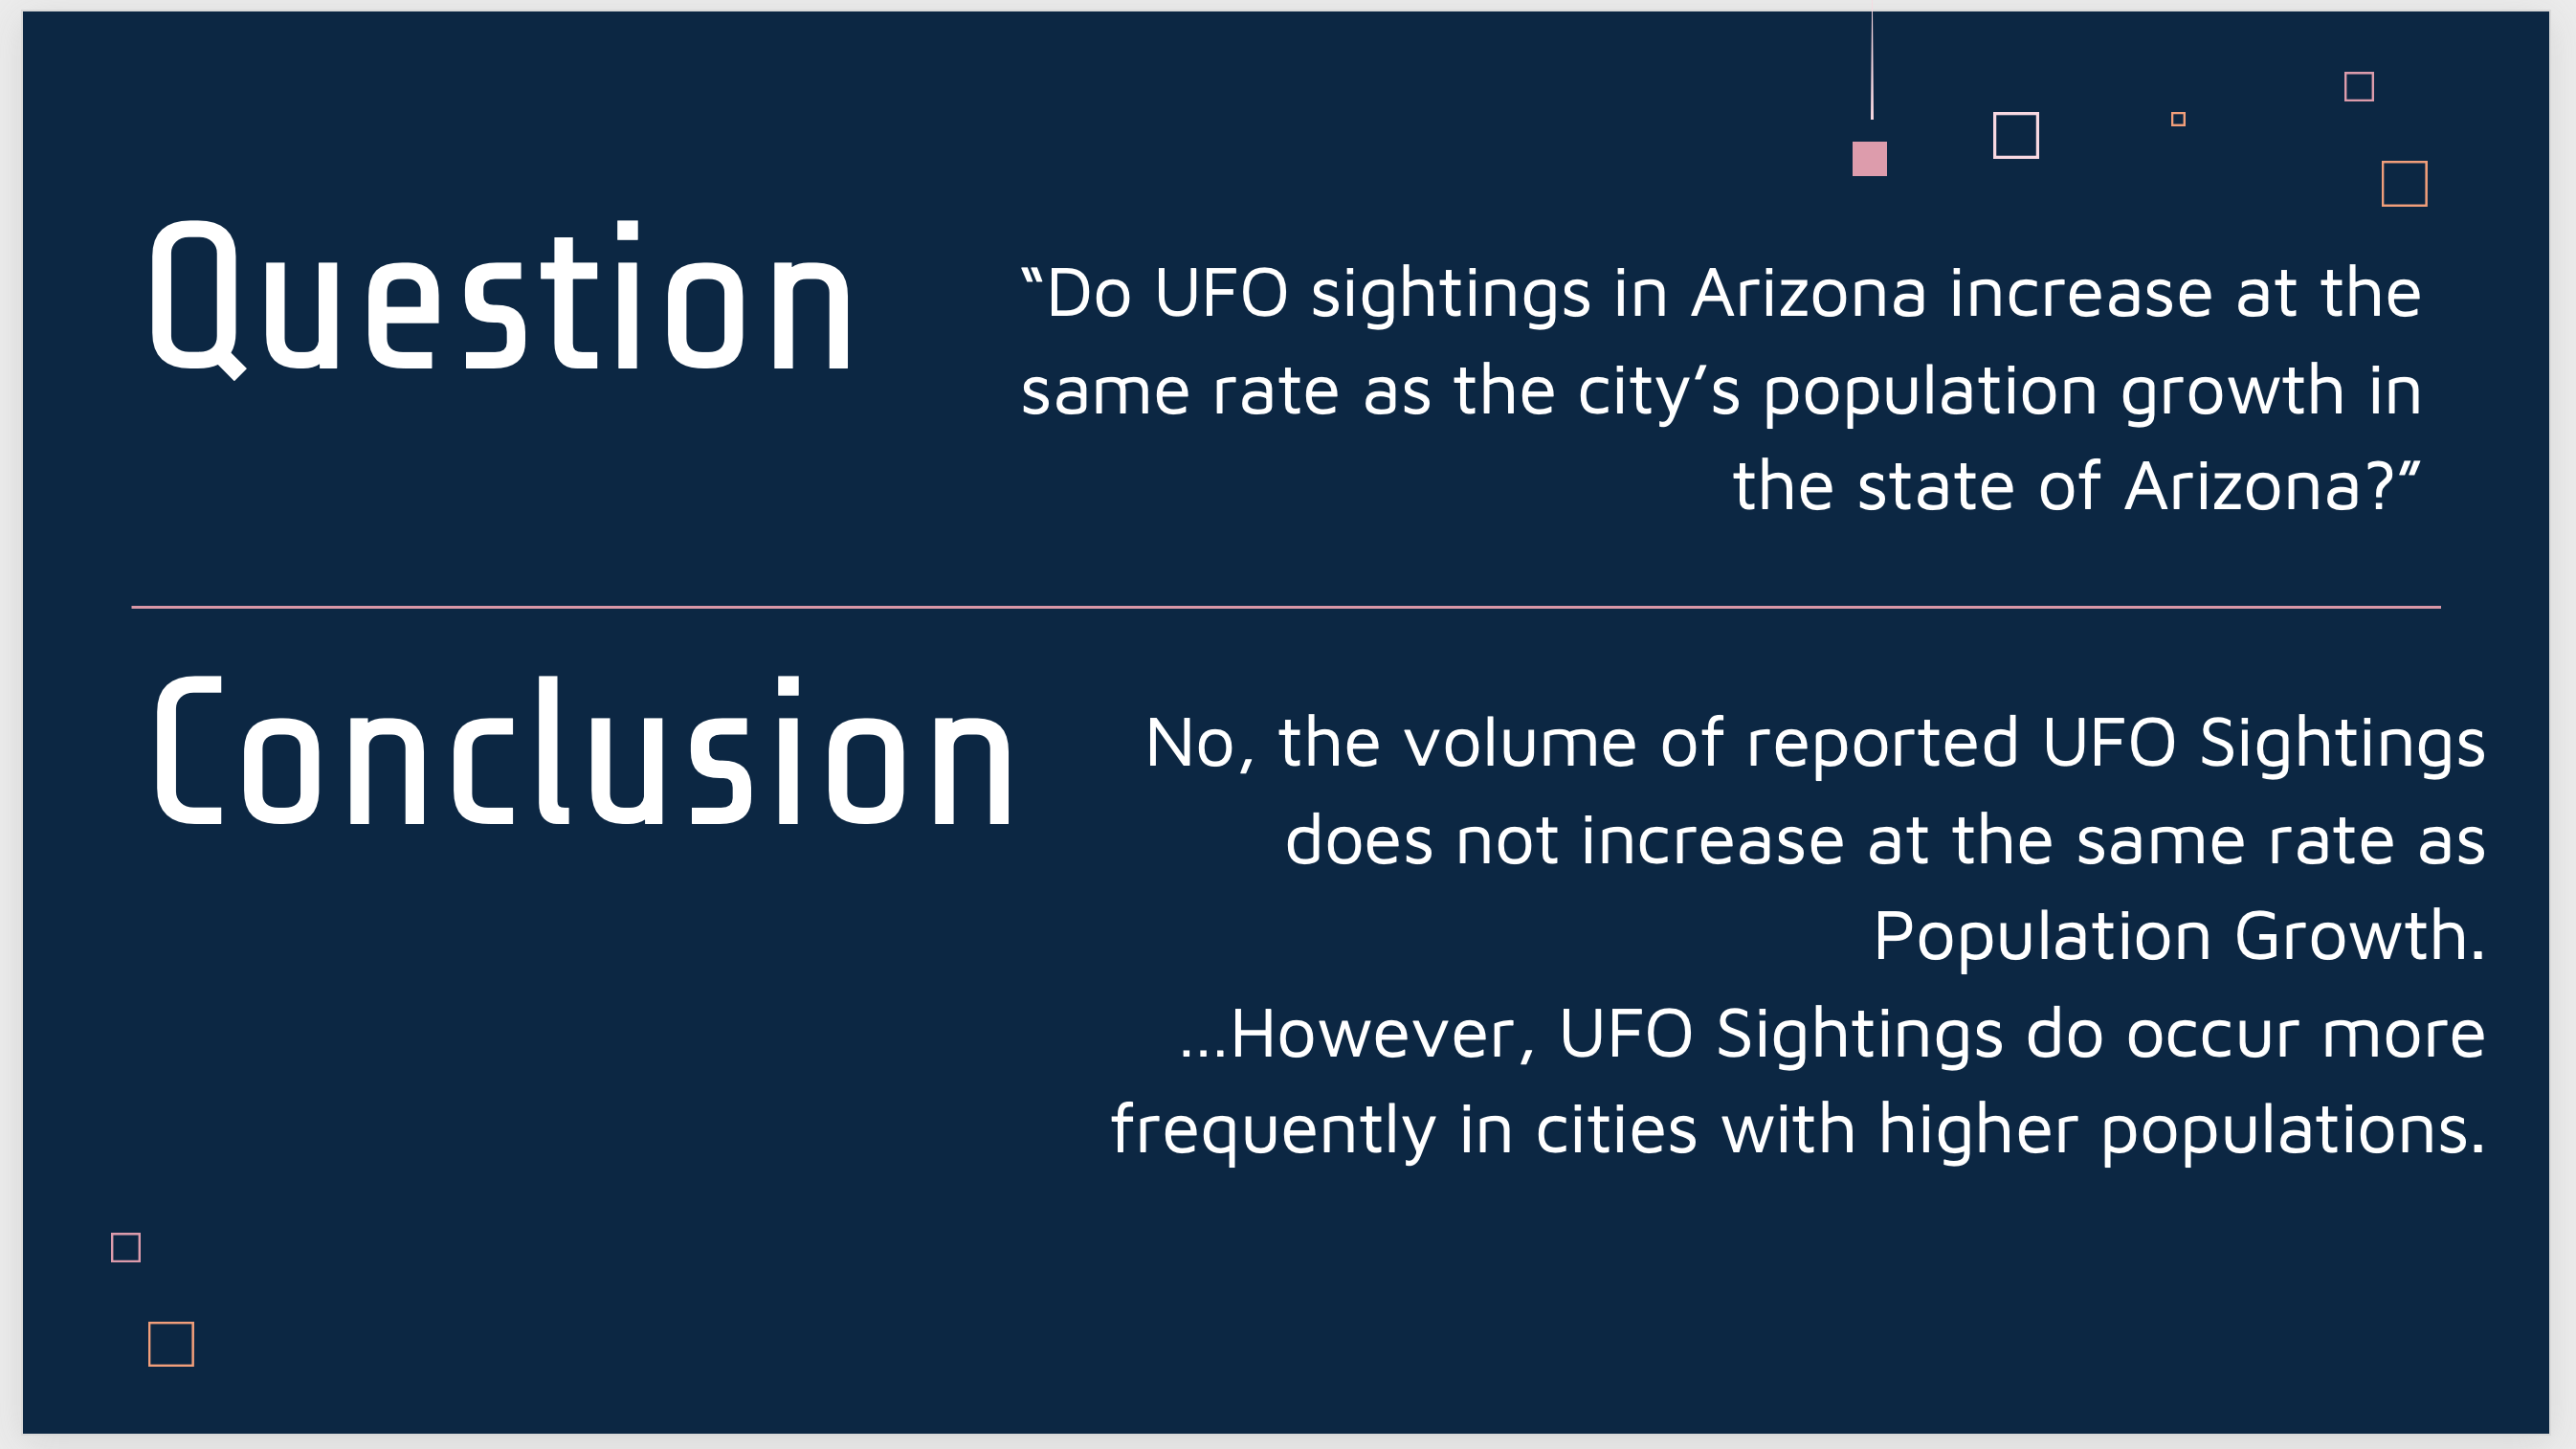 Question
“Do UFO sightings in Arizona increase at the
same rate as the city’s population growth in
the state of Arizona?”
Conclusion
No, the volume of reported UFO Sightings
does not increase at the same rate as
Population Growth.
...However, UFO Sightings do occur more
frequently in cities with higher populations.